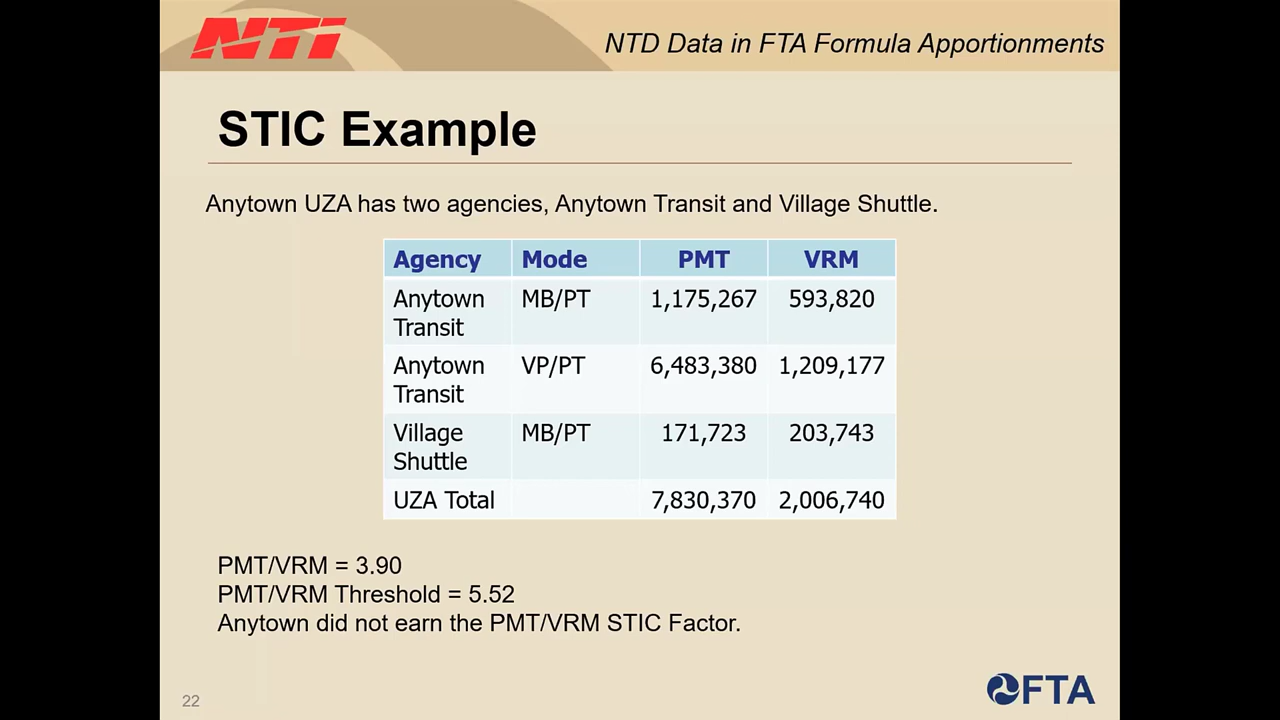 NTI
NTD Data in FTA Formula Apportionments
STIC Example
Anytown UZA has two agencies, Anytown Transit and Village Shuttle.
Agency Mode PMT VRM
Anytown Transit MB/PT 1,175,267 593,820
Anytown Transit VP/PT 6,483,380 1,209,177
Village Shuttle MB/PT 171,723 203,743
UZA Total 7,830,370 2,006,740
PMT/VRM = 3.90
PMT/VRM Threshold = 5.52
Anytown did not earn the PMT/VRM STIC Factor.
22
FTA